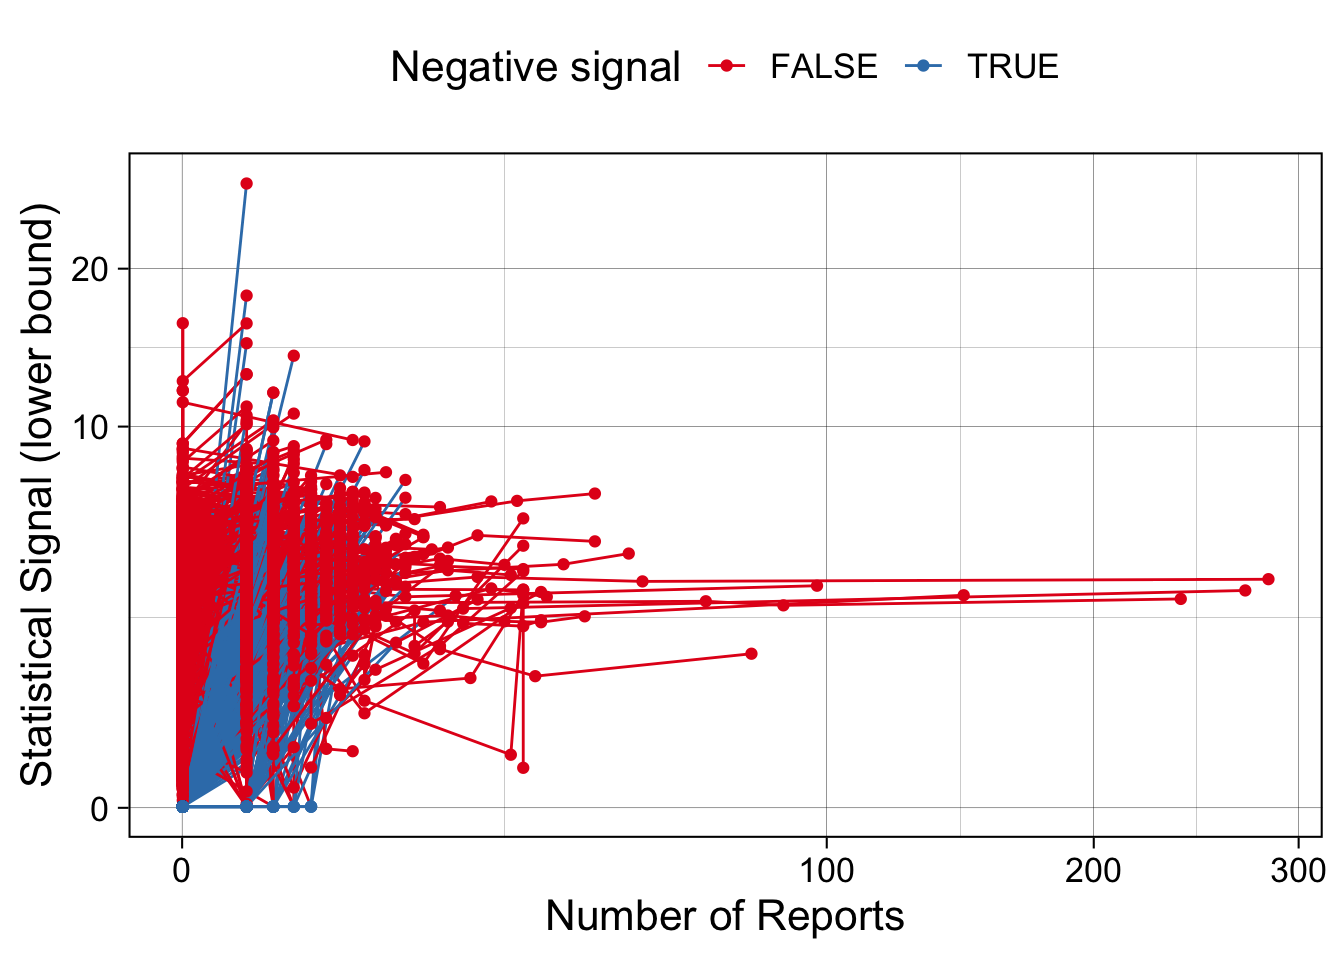 Negative signal FALSE TRUE
Statistical Signal (lower bound)
20
10
0
0 100 200 300
Number of Reports